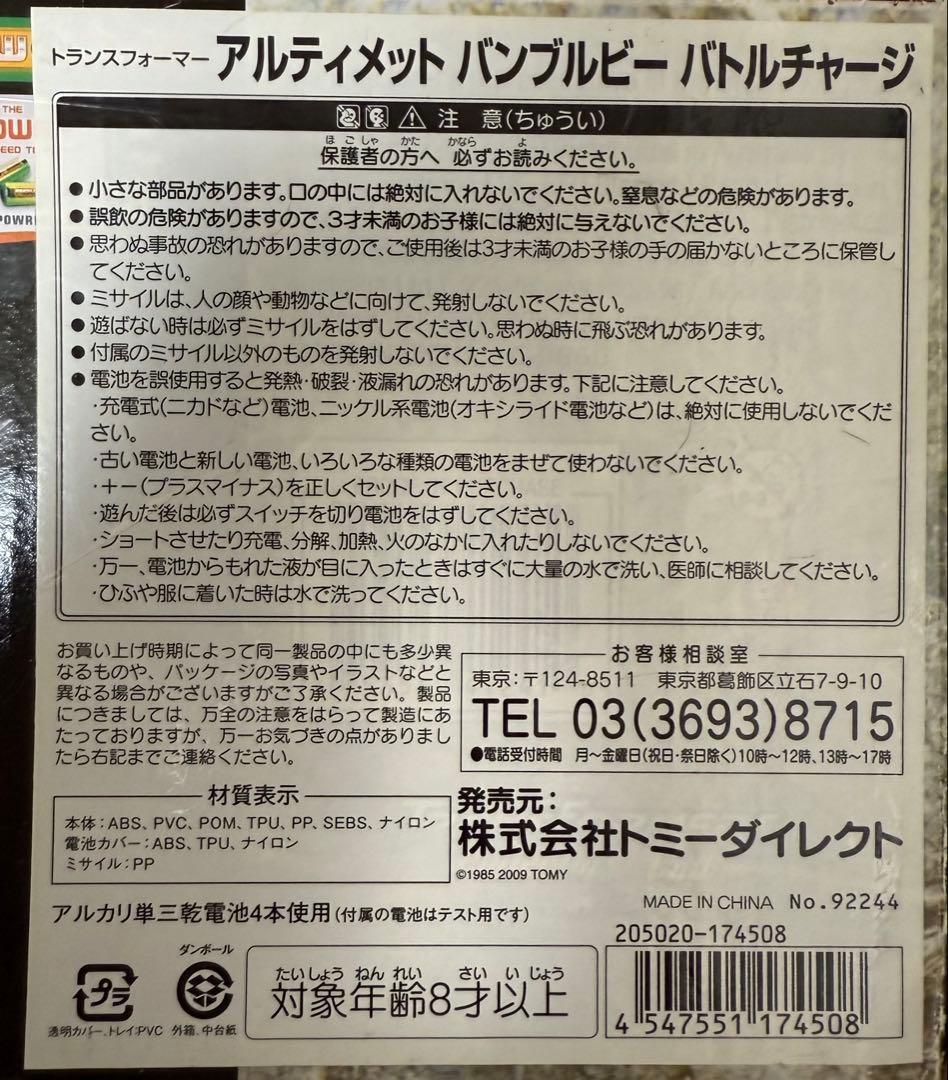 トランスフォーマー アルティメット バンブルビー バトルチャージ
注 意(ちゅうい)
保護者の方へ 必ずお読みください。
●小さな部品があります。口の中には絶対に入れないでください。窒息などの危険があります。
●誤飲の危険がありますので、3才未満のお子様には絶対に与えないでください。
●思わぬ事故の恐れがありますので、ご使用後は3才未満のお子様の手の届かないところに保管し
てください。
●ミサイルは、人の顔や動物などに向けて、発射しないでください。
●遊ばない時は必ずミサイルをはずしてください。思わぬ時に飛ぶ恐れがあります。
●付属のミサイル以外のものを発射しないでください。
●電池を誤使用すると発熱・破裂・液漏れの恐れがあります。下記に注意してください。
・充電式(ニカドなど)電池、ニッケル系電池(オキシライド電池など)は、絶対に使用しないでくだ
さい。
・古い電池と新しい電池、いろいろな種類の電池をまぜて使わないでください。
・+-(プラスマイナス)を正しくセットしてください。
・遊んだ後は必ずスイッチを切り電池をはずしてください。
・ショートさせたり充電、分解、加熱、火のなかに入れたりしないでください。
・万一、電池からもれた液が目に入ったときはすぐに大量の水で洗い、医師に相談してください。
・ひふや服に着いた時は水で洗ってください。
お買い上げ時期によって同一製品の中にも多少異
なるものや、パッケージの写真やイラストなどと
異なる場合がございますがご了承ください。製品
につきましては、万全の注意をはらって製造にあ
たっておりますが、万一お気づきの点がありまし
たら右記までご連絡ください。
お客様相談室
東京:〒124-8511 東京都葛飾区立石7-9-10
TEL 03(3693)8715
●電話受付時間 月〜金曜日(祝日・祭日除く)10時〜12時、13時〜17時
材質表示
本体:ABS、PVC、POM、TPU、PP、SEBS、ナイロン
電池カバー:ABS、TPU、ナイロン
ミサイル:PP
発売元:
株式会社トミーダイレクト
©1985 2009 TOMY
アルカリ単三乾電池4本使用(付属の電池はテスト用です)
MADE IN CHINA No.92244
205020-174508
プラ
透明カバー、トレイ:PVC
ダンボール
外箱、中台紙
たいしょうねんれい さい いじょう
対象年齢8才以上
4 547551 174508
THE